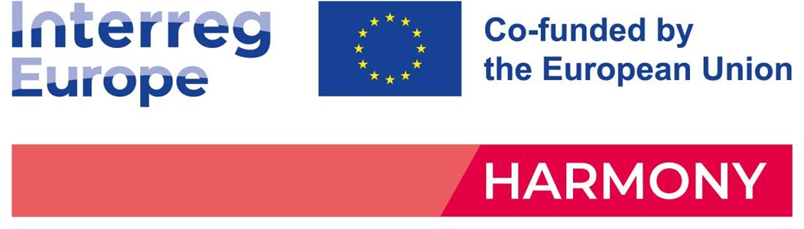 Interreg
Europe
Co-funded by
the European Union
HARMONY